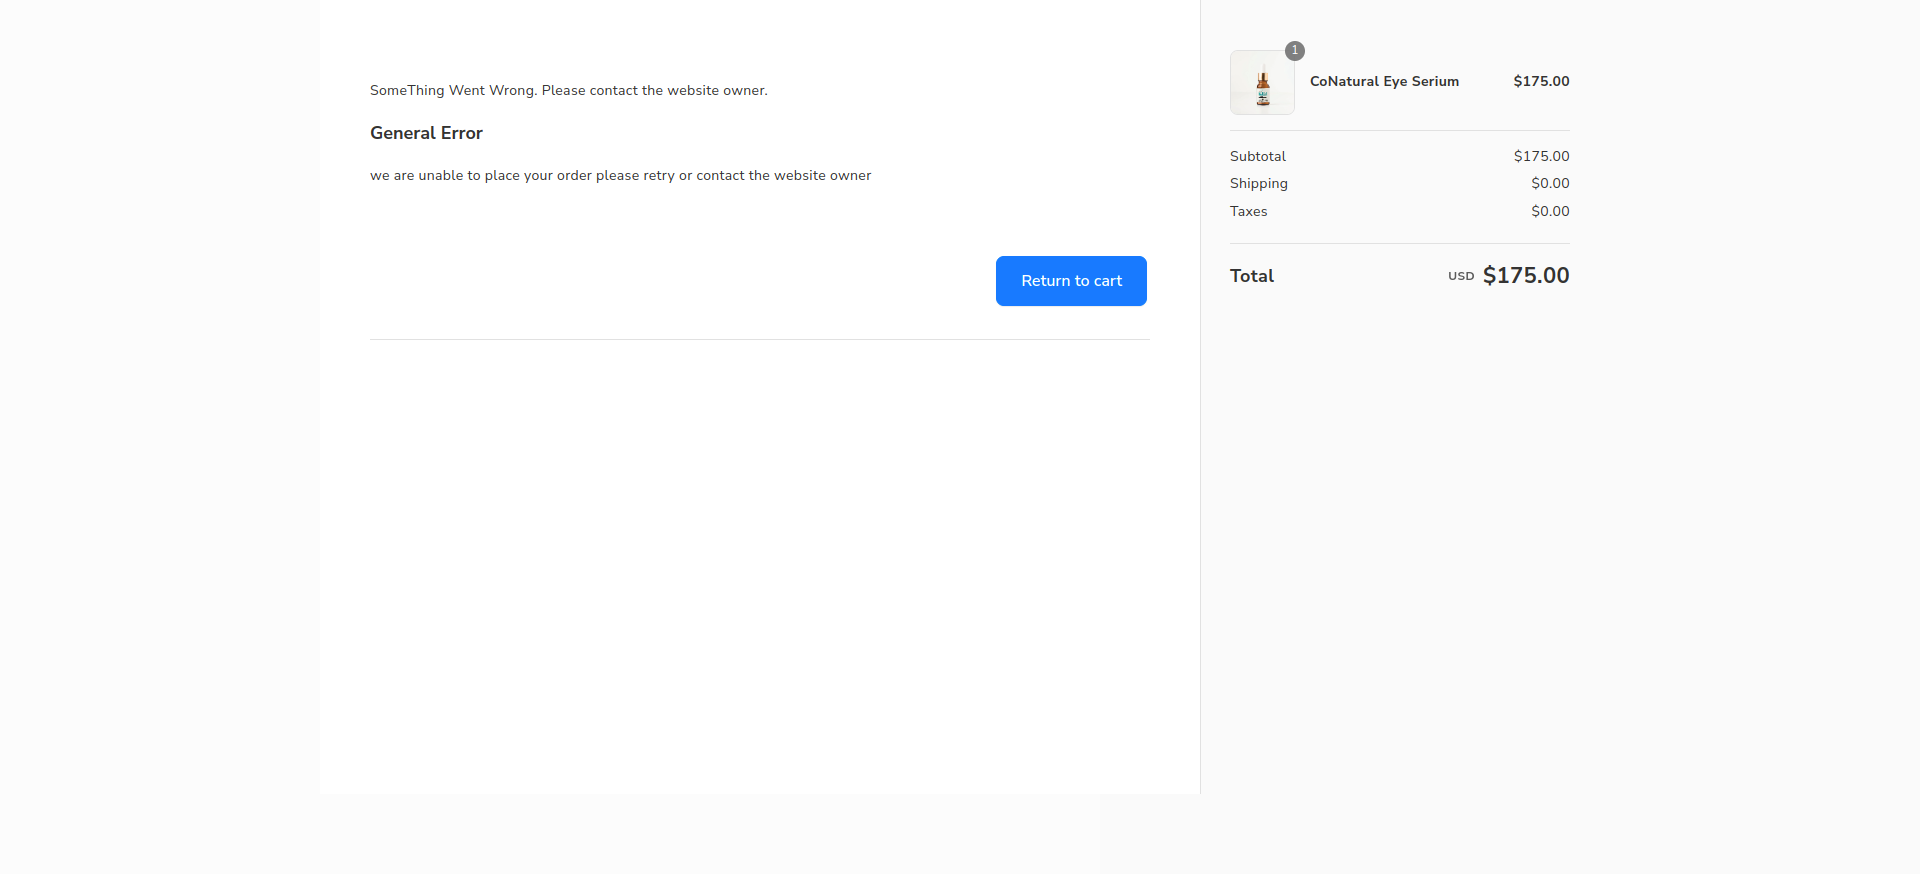 SomeThing Went Wrong. Please contact the website owner.
General Error
we are unable to place your order please retry or contact the website owner
Return to cart
1
CoNatural Eye Serium $175.00
Subtotal $175.00
Shipping $0.00
Taxes $0.00
Total USD $175.00